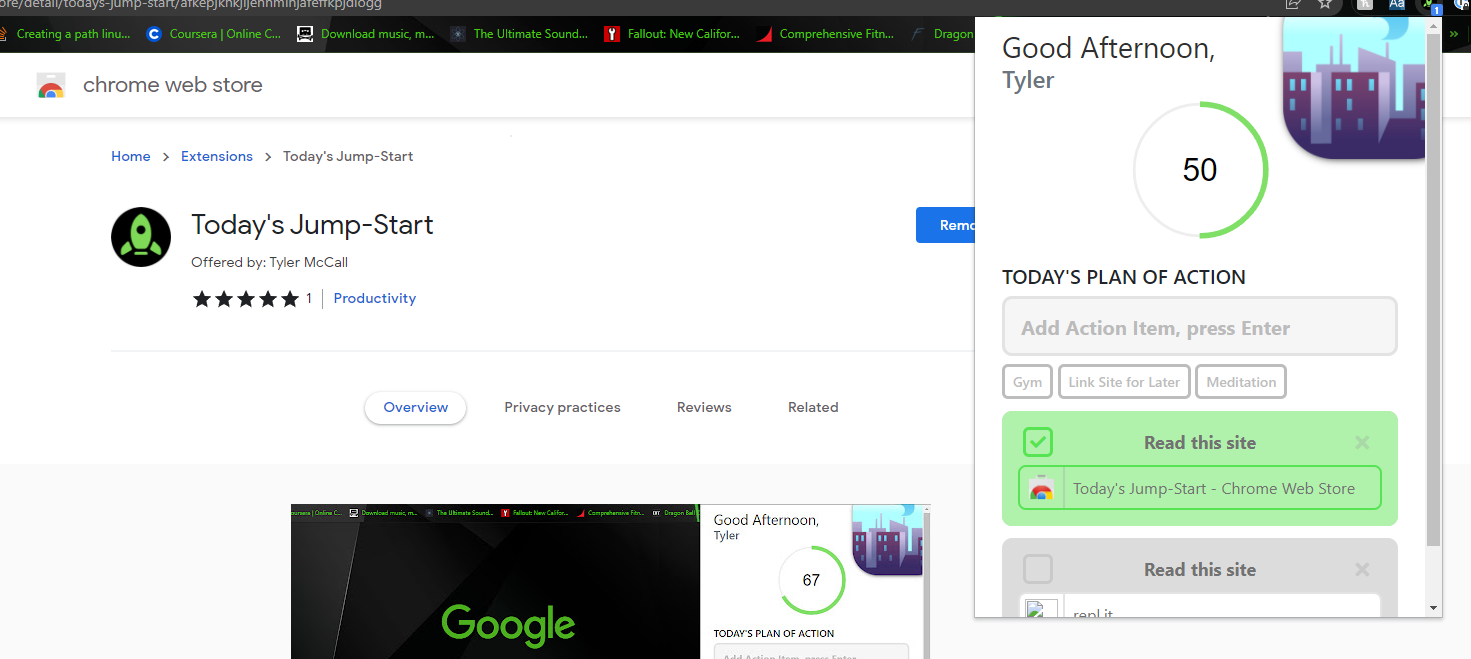 ore/detail/todays-jump-start/afkepjkhkjijenhminjafeffkpjdlogg
Creating a path linu...
Coursera | Online C...
Download music, m...
The Ultimate Sound...
Fallout: New Califor...
Comprehensive Fitn...
Dragon
»
1
chrome web store
Home > Extensions > Today's Jump-Start
Today's Jump-Start
Offered by: Tyler McCall
1
Productivity
Remo
Overview
Privacy practices
Reviews
Related
Good Afternoon,
Tyler
50
TODAY'S PLAN OF ACTION
Add Action Item, press Enter
Gym
Link Site for Later
Meditation
Read this site
Today's Jump-Start - Chrome Web Store
Read this site
repl.it
oursera | Online C...
Download music, m...
The Ultimate Sound...
Fallout: New Califor...
Comprehensive Fitn...
Dragon Ball
Google
Good Afternoon,
Tyler
67
TODAY'S PLAN OF ACTION
Add Action Item, press Enter